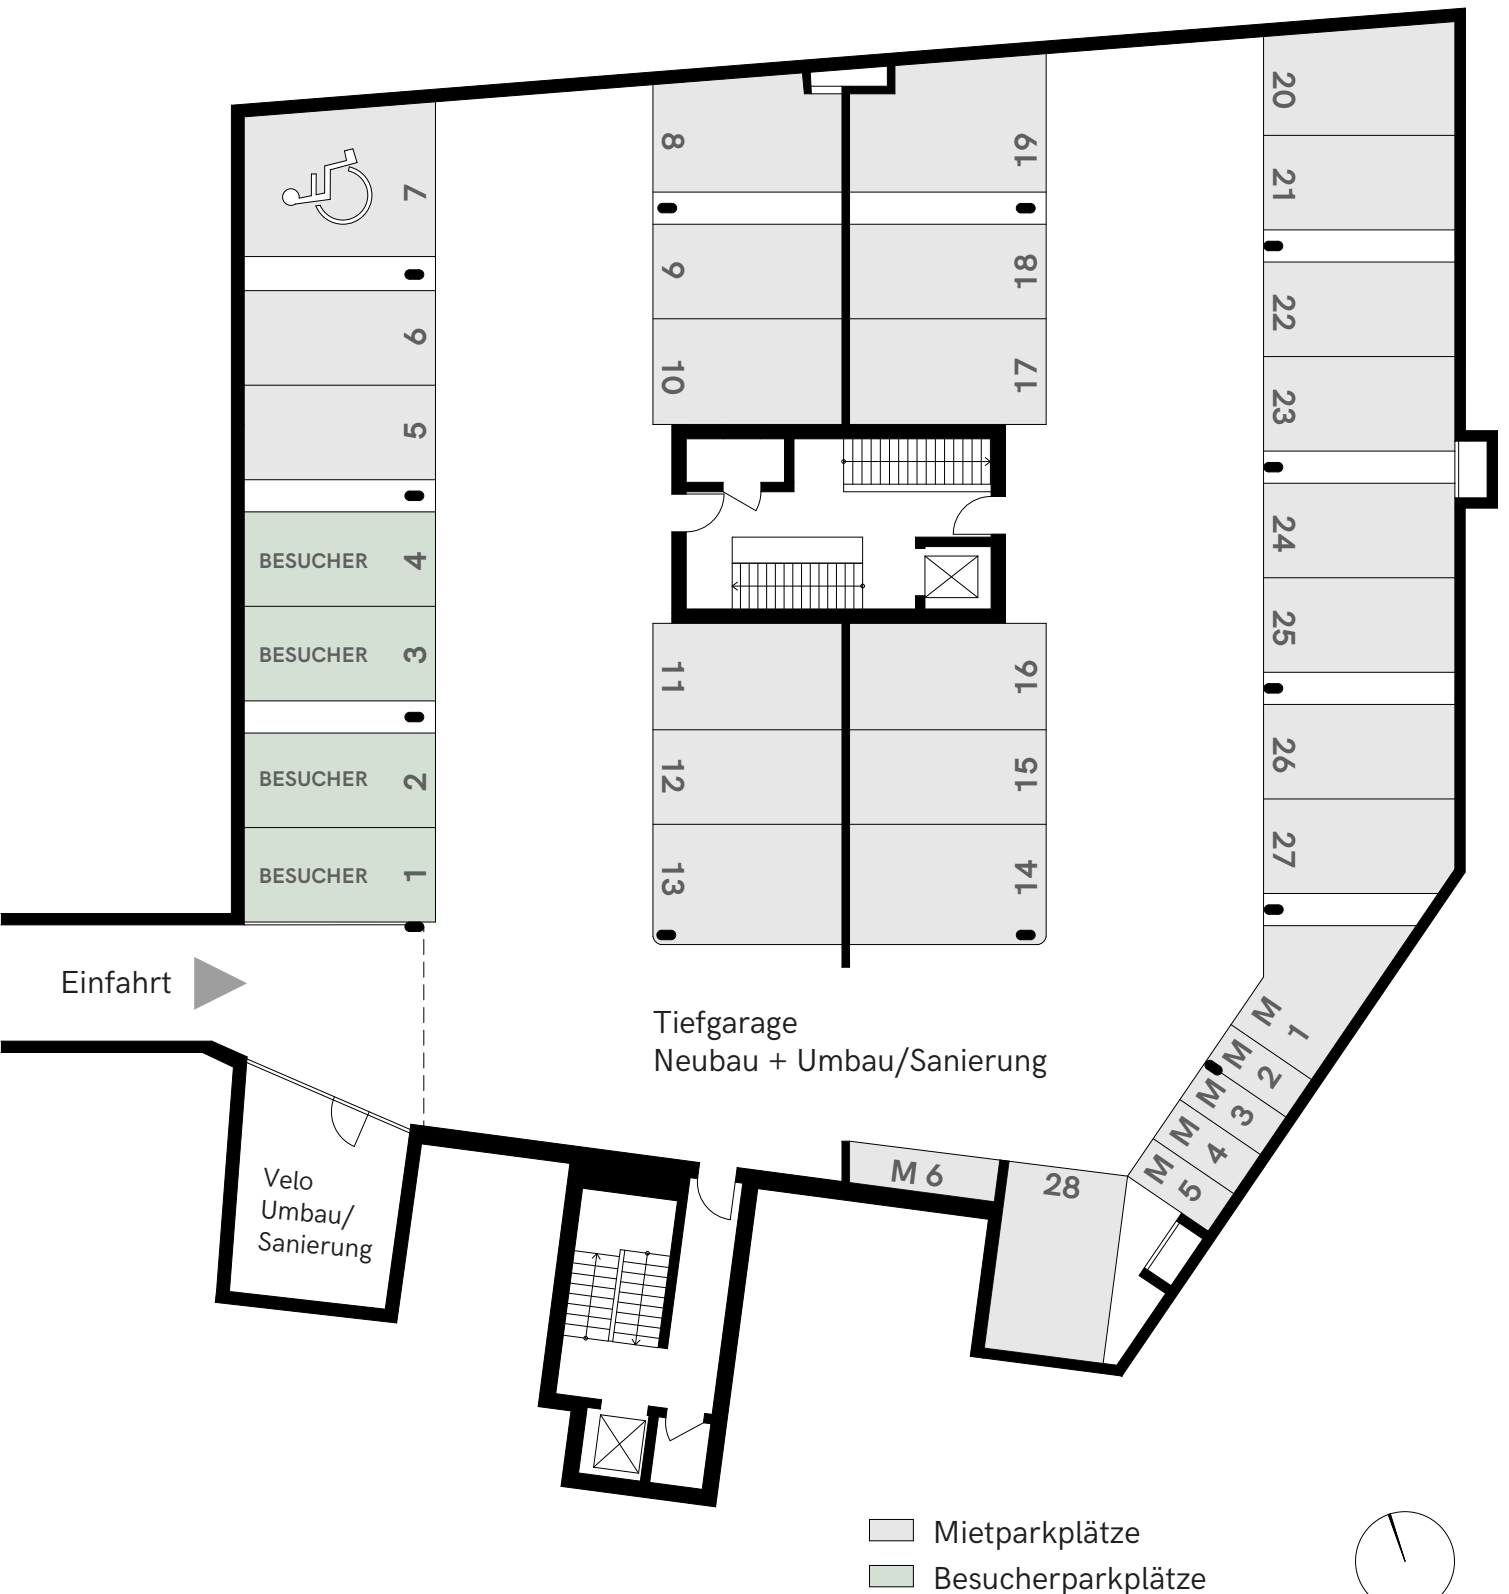 20
8
19
7
21
9
18
22
6
10
17
23
5
24
BESUCHER 4
25
BESUCHER 3
11
16
26
BESUCHER 2
12
15
27
BESUCHER 1
13
14
Einfahrt
M 1
Tiefgarage
Neubau + Umbau/Sanierung
M 2
M 3
M 4
M 5
M 6
28
Velo
Umbau/
Sanierung
Mietparkplätze
Besucherparkplätze